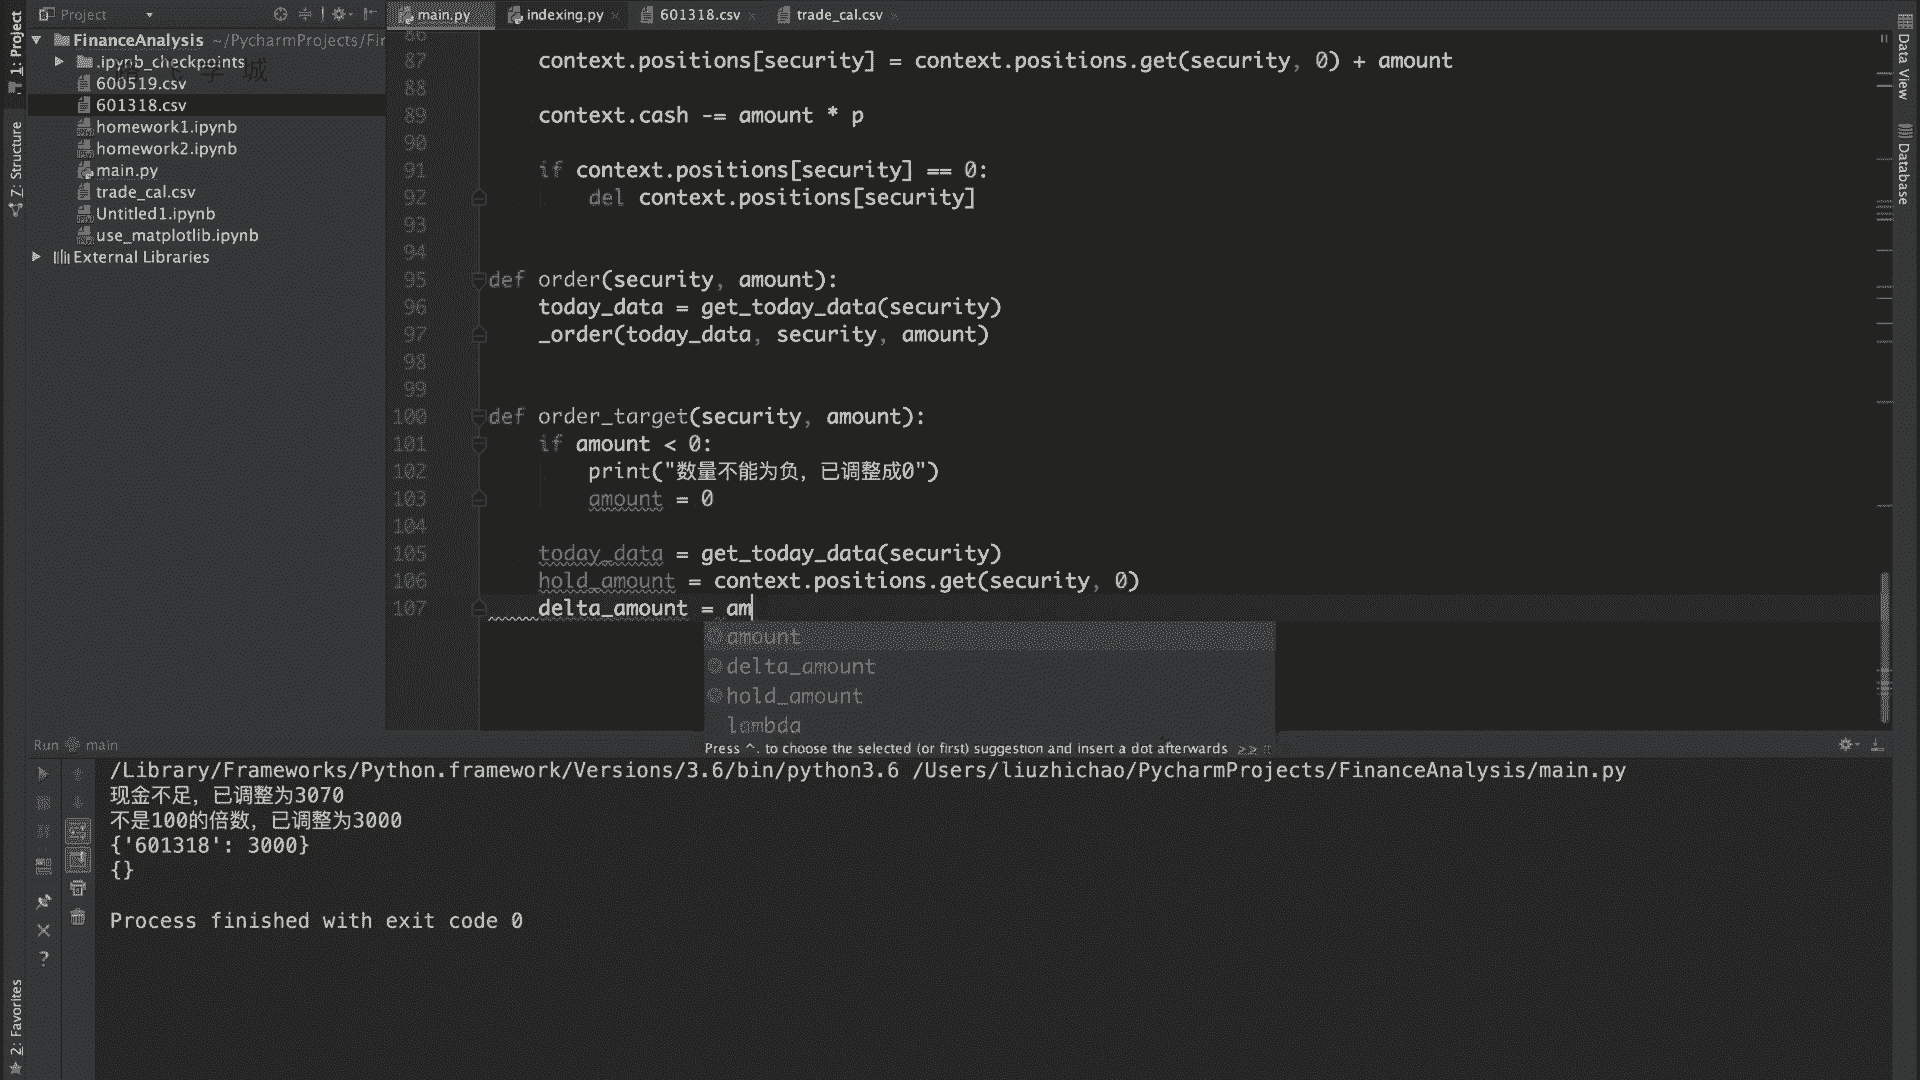 Project
main.py
indexing.py
601318.csv
trade_cal.csv
1: Project
7: Structure
2: Favorites
FinanceAnalysis ~/PycharmProjects/Fir
.ipynb_checkpoints
600519.csv
601318.csv
homework1.ipynb
homework2.ipynb
main.py
trade_cal.csv
Untitled1.ipynb
use_matplotlib.ipynb
External Libraries
学城
86
87 context.positions[security] = context.positions.get(security, 0) + amount
88
89 context.cash -= amount * p
90
91 if context.positions[security] == 0:
92 del context.positions[security]
93
94
95 def order(security, amount):
96 today_data = get_today_data(security)
97 _order(today_data, security, amount)
98
99
100 def order_target(security, amount):
101 if amount < 0:
102 print("数量不能为负，已调整成0")
103 amount = 0
104
105 today_data = get_today_data(security)
106 hold_amount = context.positions.get(security, 0)
107 delta_amount = am
amount
delta_amount
hold_amount
lambda
Press ^. to choose the selected (or first) suggestion and insert a dot afterwards >>
Data View
Database
Run main
/Library/Frameworks/Python.framework/Versions/3.6/bin/python3.6 /Users/liuzhichao/PycharmProjects/FinanceAnalysis/main.py
现金不足，已调整为3070
不是100的倍数，已调整为3000
{'601318': 3000}
{}
Process finished with exit code 0